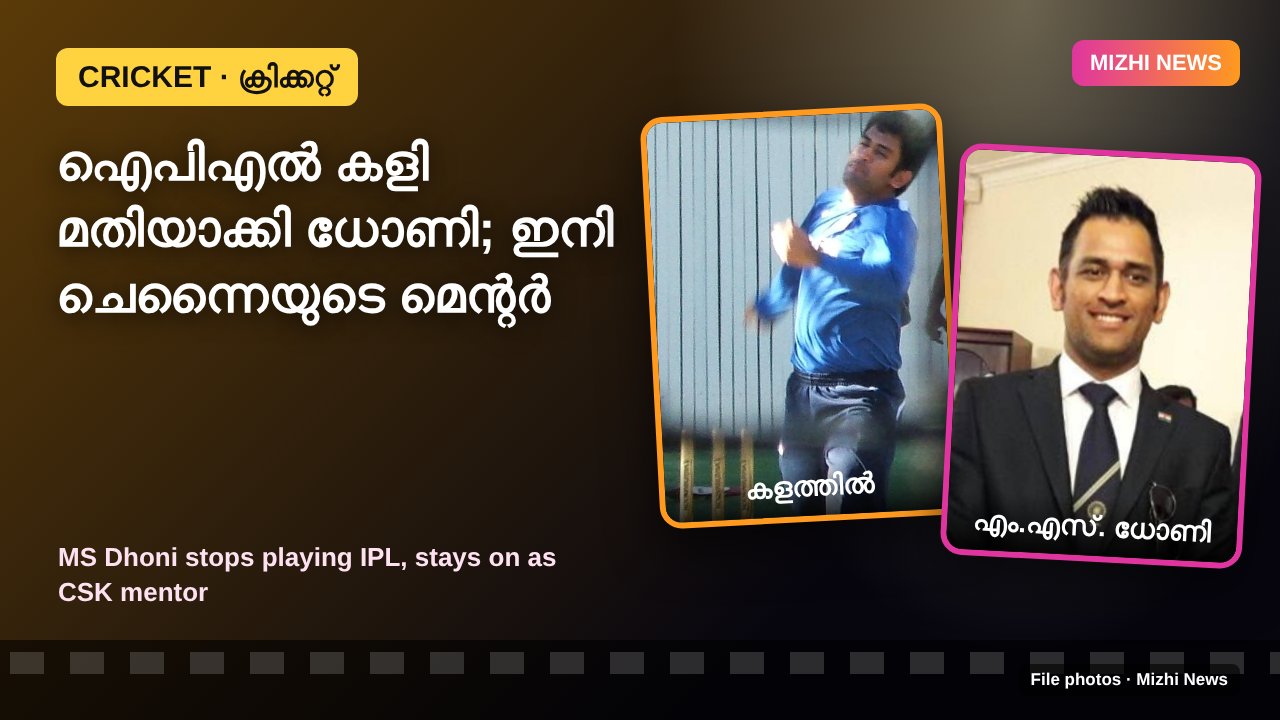 CRICKET · ക്രിക്കറ്റ്
MIZHI NEWS
ഐപിഎൽ കളി
മതിയാക്കി ധോണി; ഇനി
ചെന്നൈയുടെ മെന്റർ
കളത്തിൽ
എം.എസ്. ധോണി
MS Dhoni stops playing IPL, stays on as
CSK mentor
File photos · Mizhi News